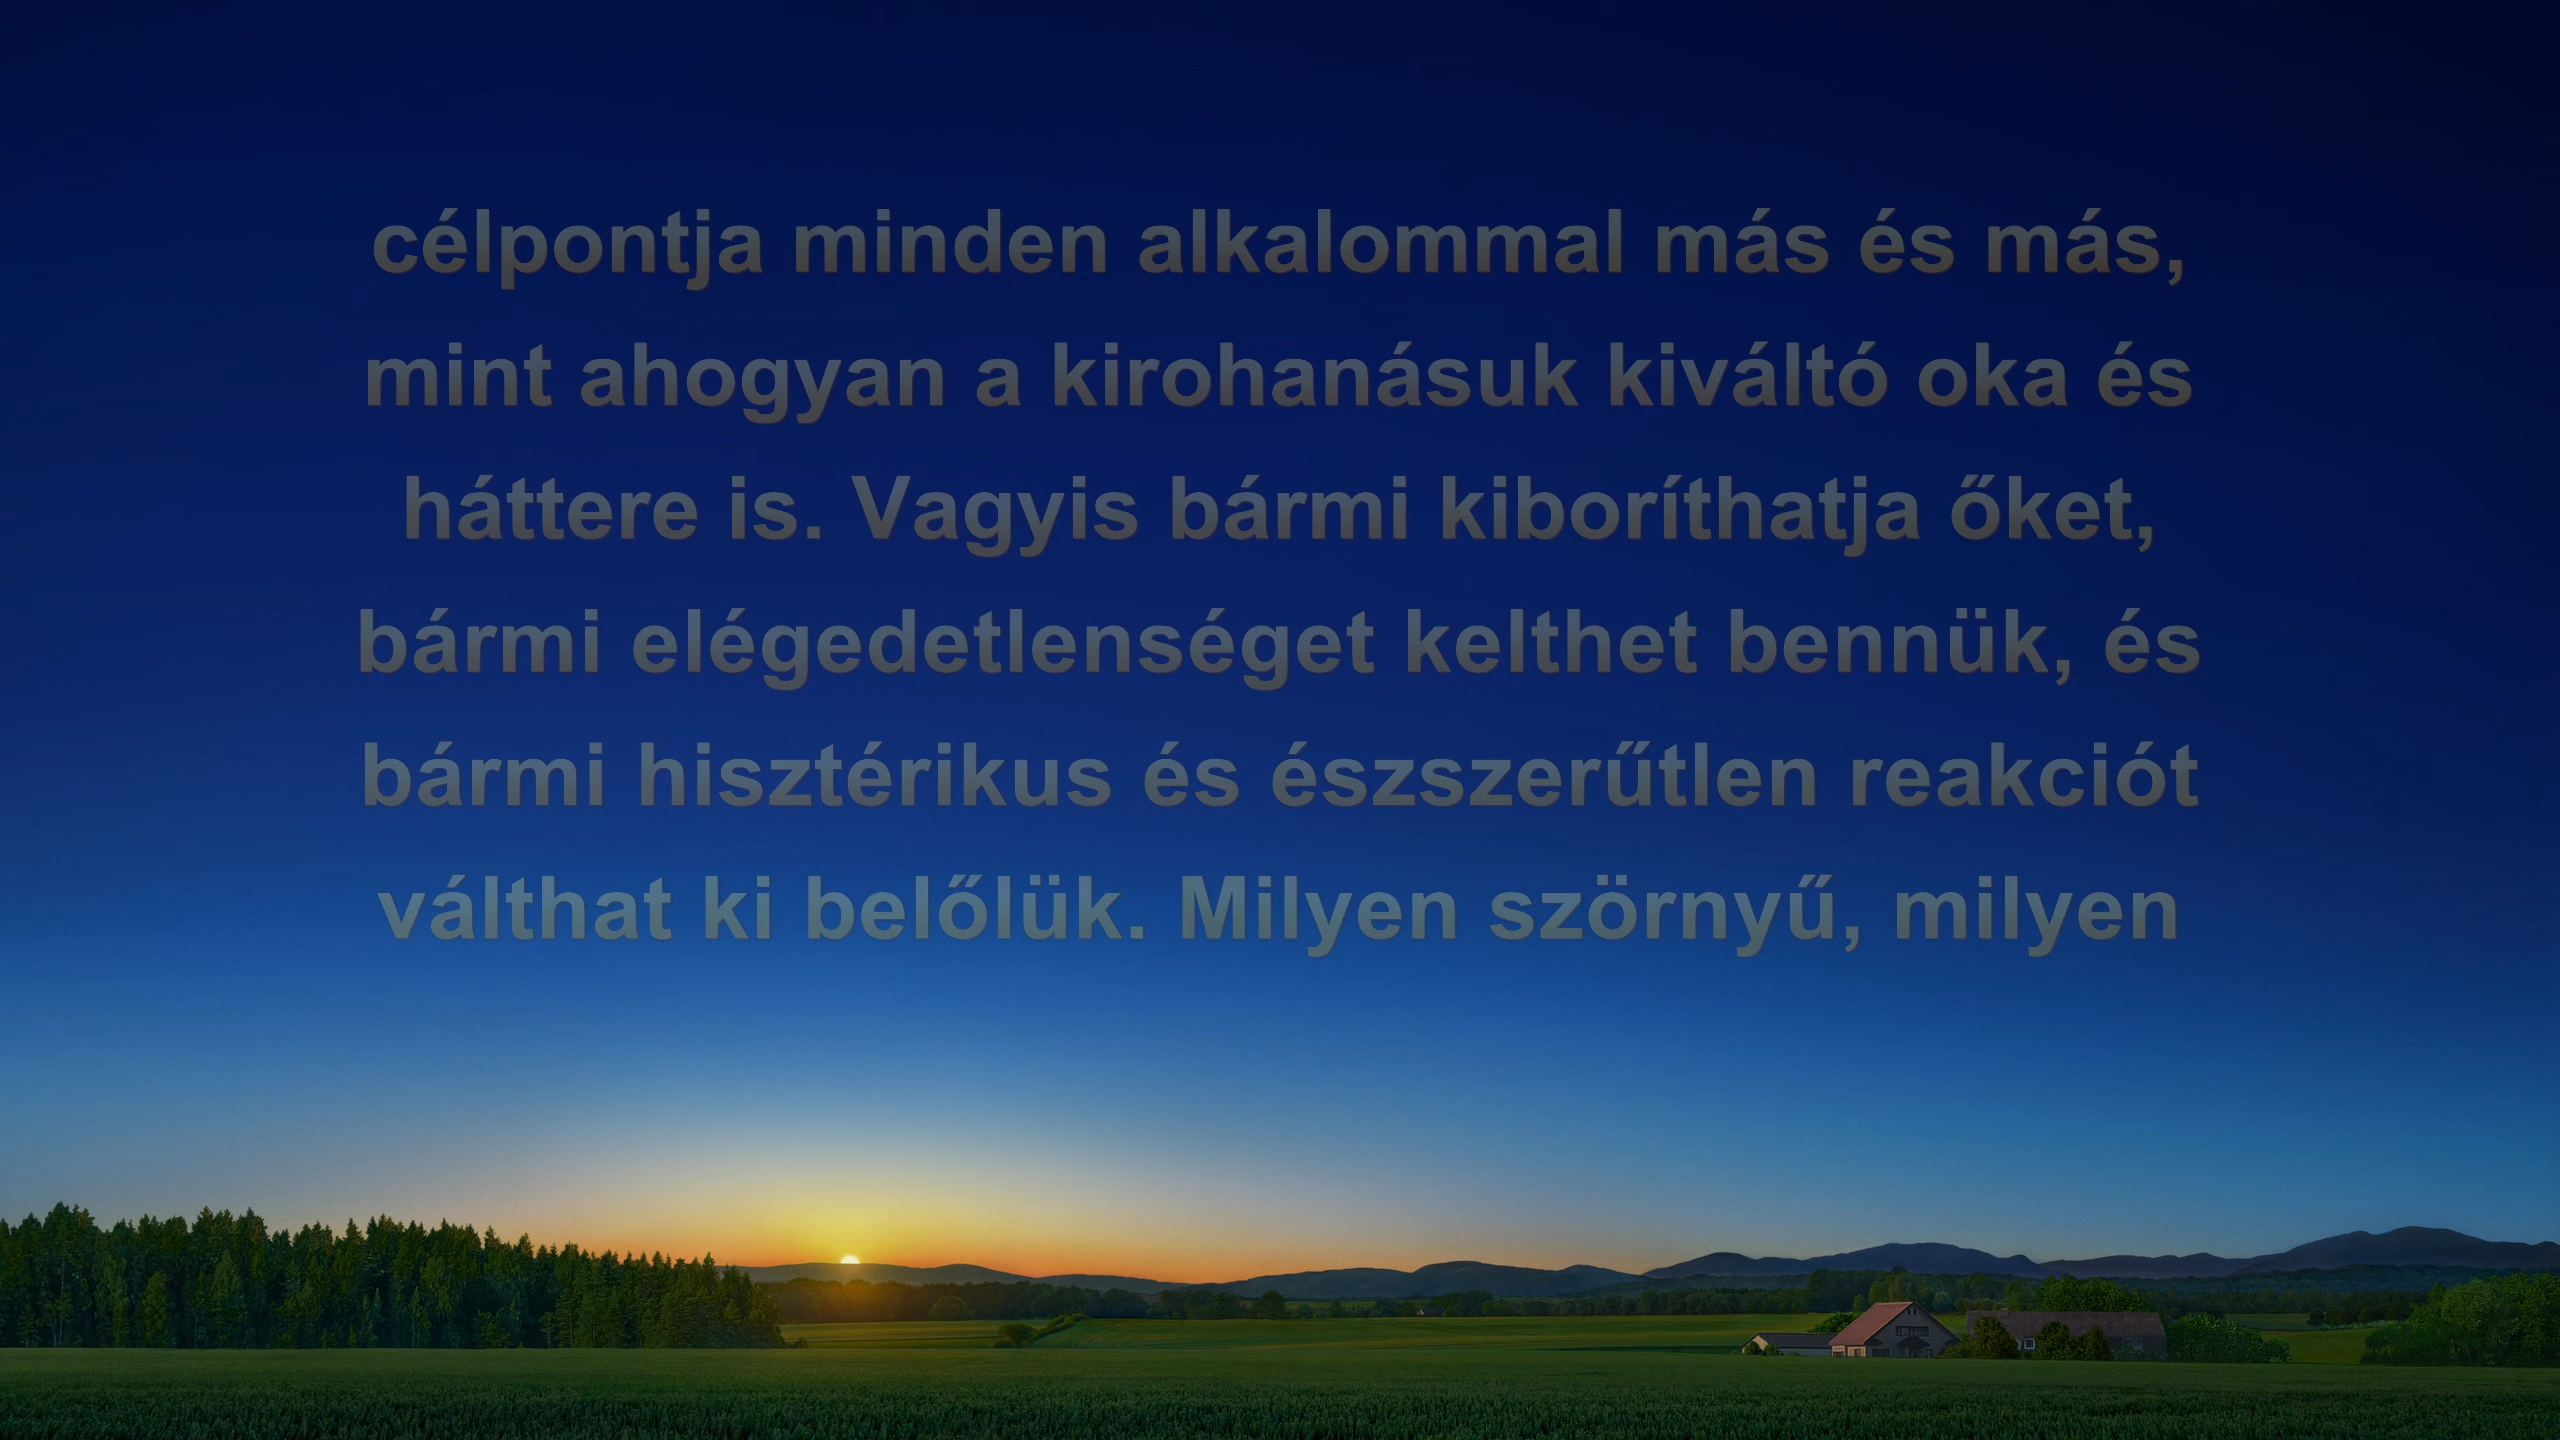 célpontja minden alkalommal más és más,
mint ahogyan a kirohanásuk kiváltó oka és
háttere is. Vagyis bármi kiboríthatja őket,
bármi elégedetlenséget kelthet bennük, és
bármi hisztérikus és észszerűtlen reakciót
válthat ki belőlük. Milyen szörnyű, milyen